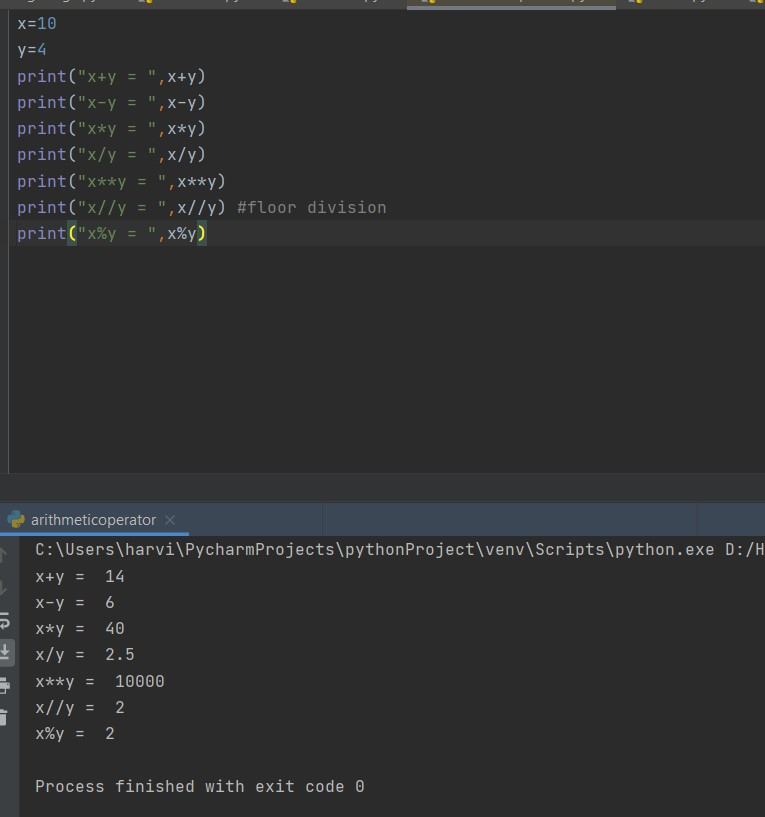 x=10
y=4
print("x+y = ",x+y)
print("x-y = ",x-y)
print("x*y = ",x*y)
print("x/y = ",x/y)
print("x**y = ",x**y)
print("x//y = ",x//y) #floor division
print("x%y = ",x%y)
arithmeticoperator
C:\Users\harvi\PycharmProjects\pythonProject\venv\Scripts\python.exe D:/H
x+y =  14
x-y =  6
x*y =  40
x/y =  2.5
x**y =  10000
x//y =  2
x%y =  2
Process finished with exit code 0